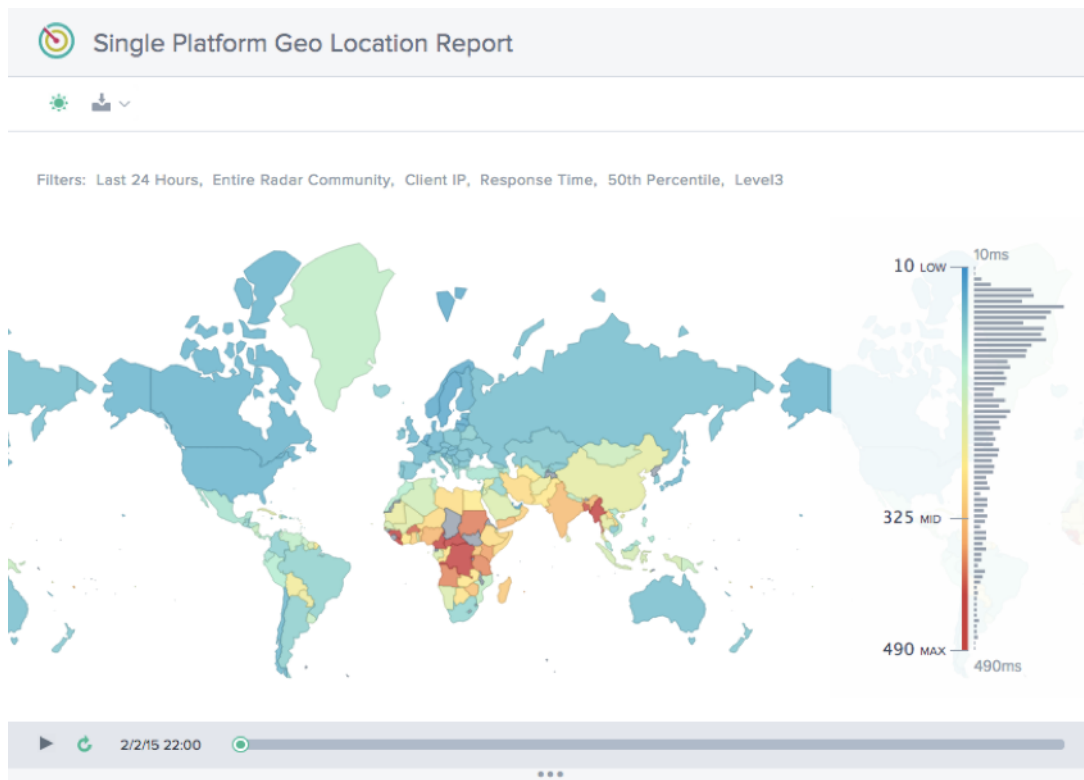 Single Platform Geo Location Report
Filters: Last 24 Hours, Entire Radar Community, Client IP, Response Time, 50th Percentile, Level3
10ms
10 LOW
325 MID
490 MAX
490ms
2/2/15 22:00